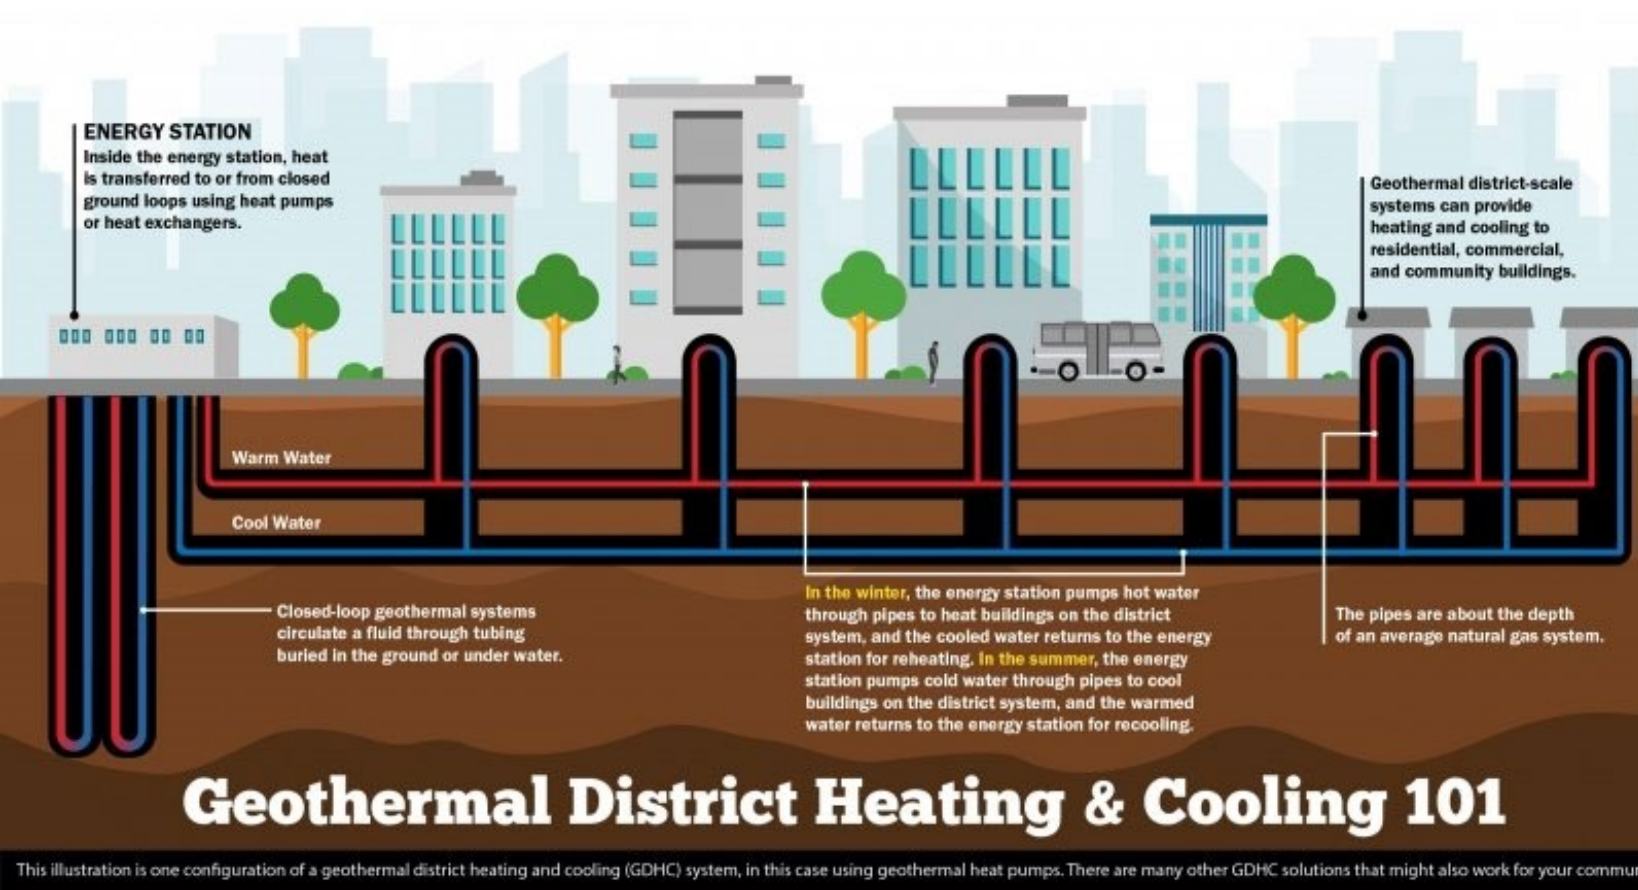 ENERGY STATION
Inside the energy station, heat
is transferred to or from closed
ground loops using heat pumps
or heat exchangers.
Geothermal district-scale
systems can provide
heating and cooling to
residential, commercial,
and community buildings.
Warm Water
Cool Water
Closed-loop geothermal systems
circulate a fluid through tubing
buried in the ground or under water.
In the winter, the energy station pumps hot water
through pipes to heat buildings on the district
system, and the cooled water returns to the energy
station for reheating. In the summer, the energy
station pumps cold water through pipes to cool
buildings on the district system, and the warmed
water returns to the energy station for recooling.
The pipes are about the depth
of an average natural gas system.
Geothermal District Heating & Cooling 101
This illustration is one configuration of a geothermal district heating and cooling (GDHC) system, in this case using geothermal heat pumps. There are many other GDHC solutions that might also work for your commu